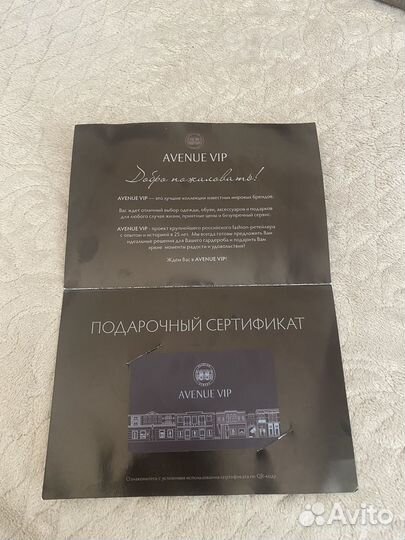 AVENUE VIP
Добро пожаловать!
AVENUE VIP — это лучшие коллекции известных мировых брендов.
Вас ждет отличный выбор одежды, обуви, аксессуаров и подарков
для любого случая жизни, приятные цены и безупречный сервис.
AVENUE VIP - проект крупнейшего российского fashion-ретейлера
с опытом и историей в 25 лет. Мы всегда готовы предложить Вам
идеальные решения для Вашего гардероба и подарить Вам
яркие моменты радости и удовольствия!
Ждем Вас в AVENUE VIP!
ПОДАРОЧНЫЙ СЕРТИФИКАТ
AVENUE VIP
Ознакомиться с условиями использования сертификата по QR-коду
Avito